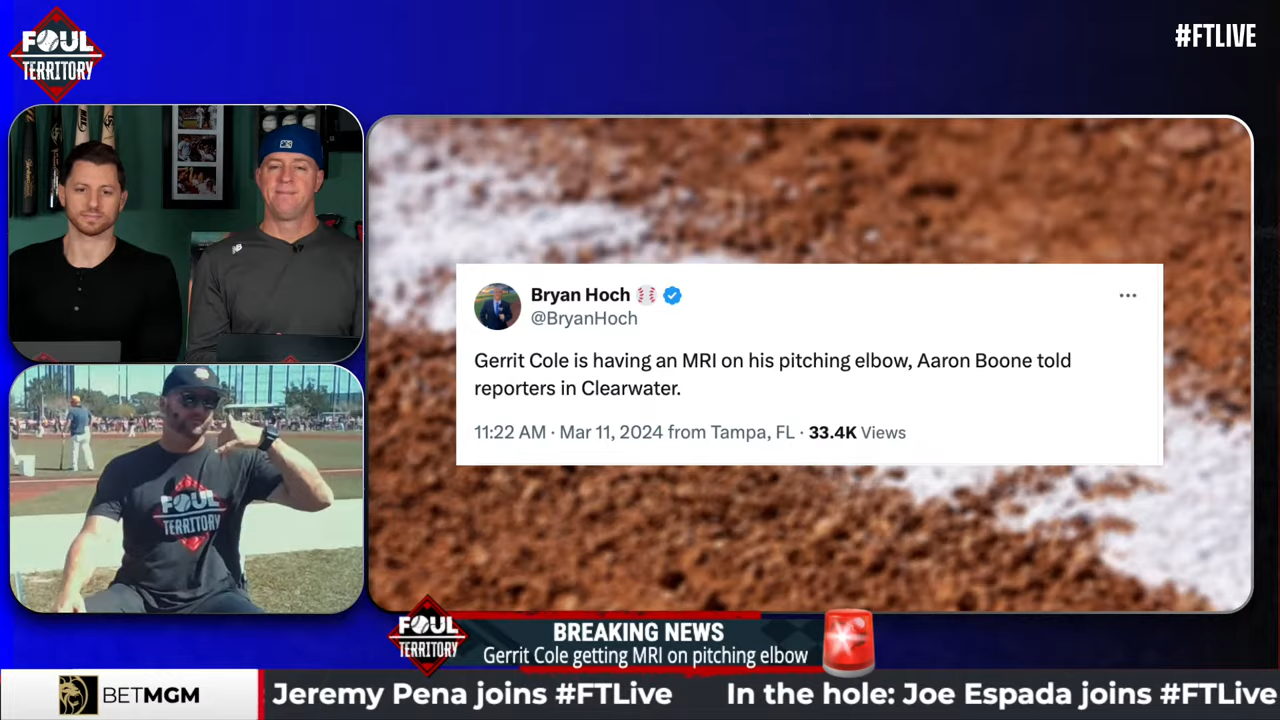 FOUL
TERRITORY
#FTLIVE
FOUL
TERRITORY
Bryan Hoch
@BryanHoch
Gerrit Cole is having an MRI on his pitching elbow, Aaron Boone told
reporters in Clearwater.
11:22 AM · Mar 11, 2024 from Tampa, FL · 33.4K Views
FOUL
TERRITORY
BREAKING NEWS
Gerrit Cole getting MRI on pitching elbow
BETMGM
Jeremy Pena joins #FTLive In the hole: Joe Espada joins #FTLive